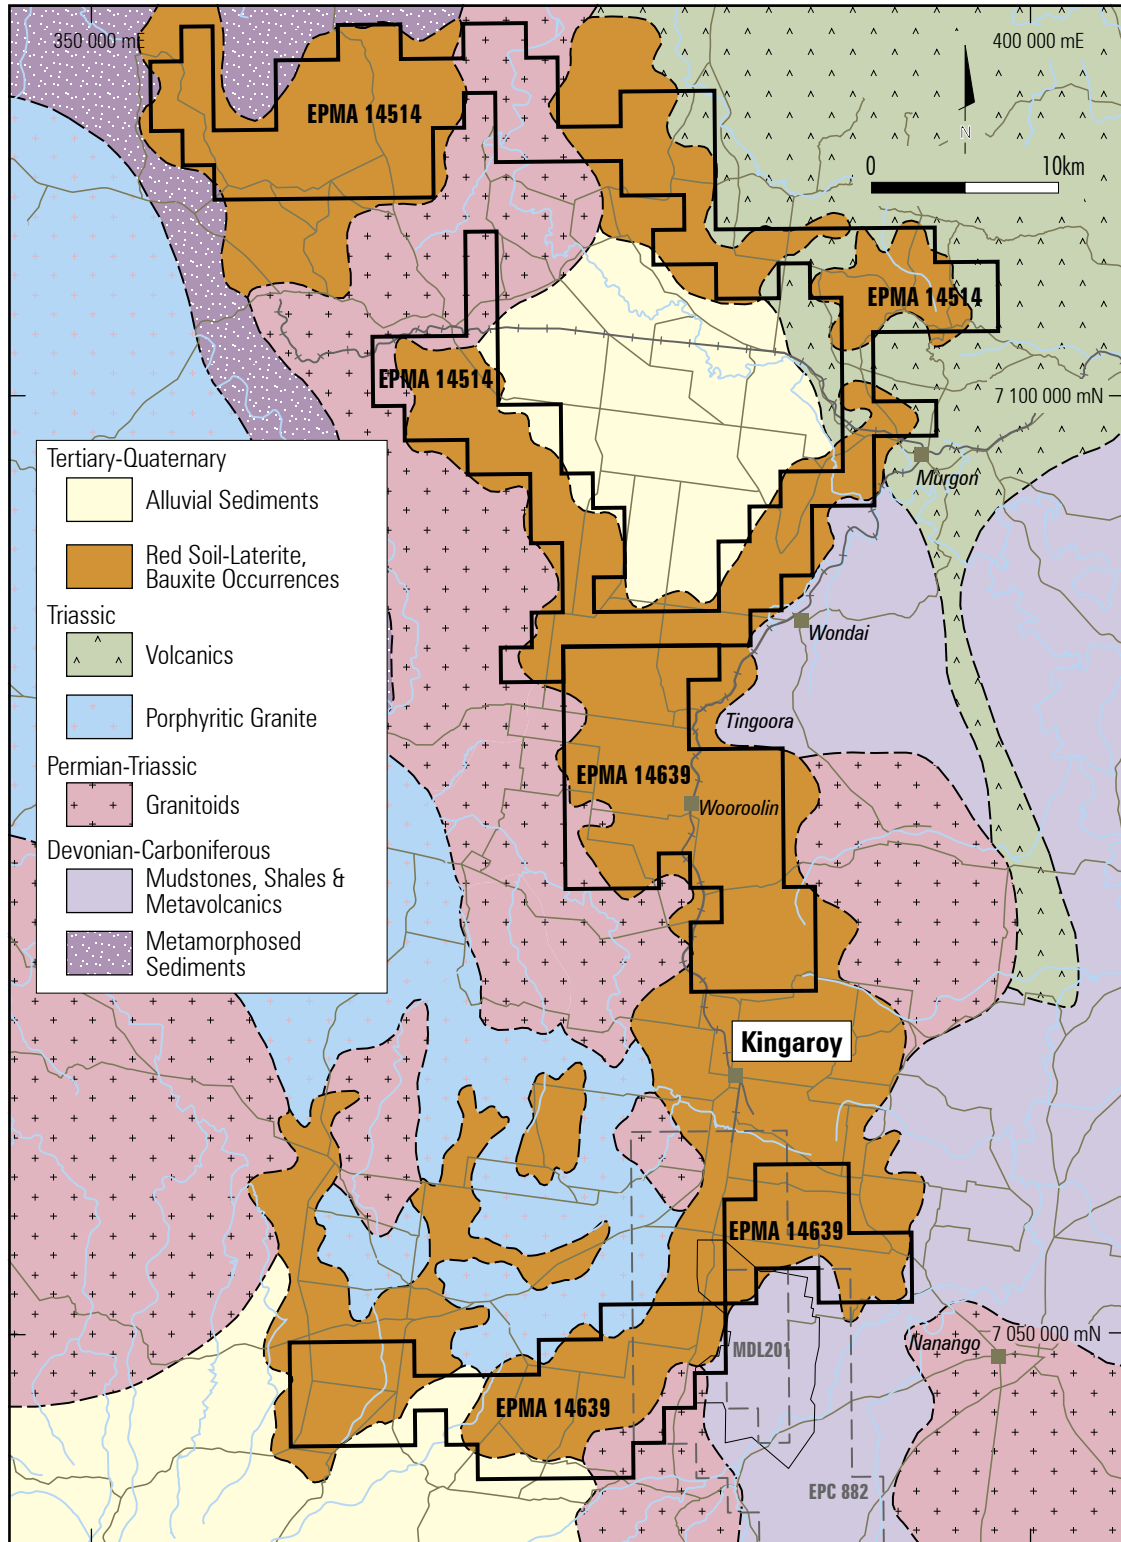 350 000 mE
400 000 mE
EPMA 14514
N
0
10km
EPMA 14514
EPMA 14514
7 100 000 mN
Murgon
Tertiary-Quaternary
Alluvial Sediments
Red Soil-Laterite,
Bauxite Occurrences
Triassic
Volcanics
Porphyritic Granite
Permian-Triassic
Granitoids
Devonian-Carboniferous
Mudstones, Shales &
Metavolcanics
Metamorphosed
Sediments
Wondai
Tingoora
EPMA 14639
Wooroolin
Kingaroy
EPMA 14639
7 050 000 mN
Nanango
MDL201
EPMA 14639
EPC 882